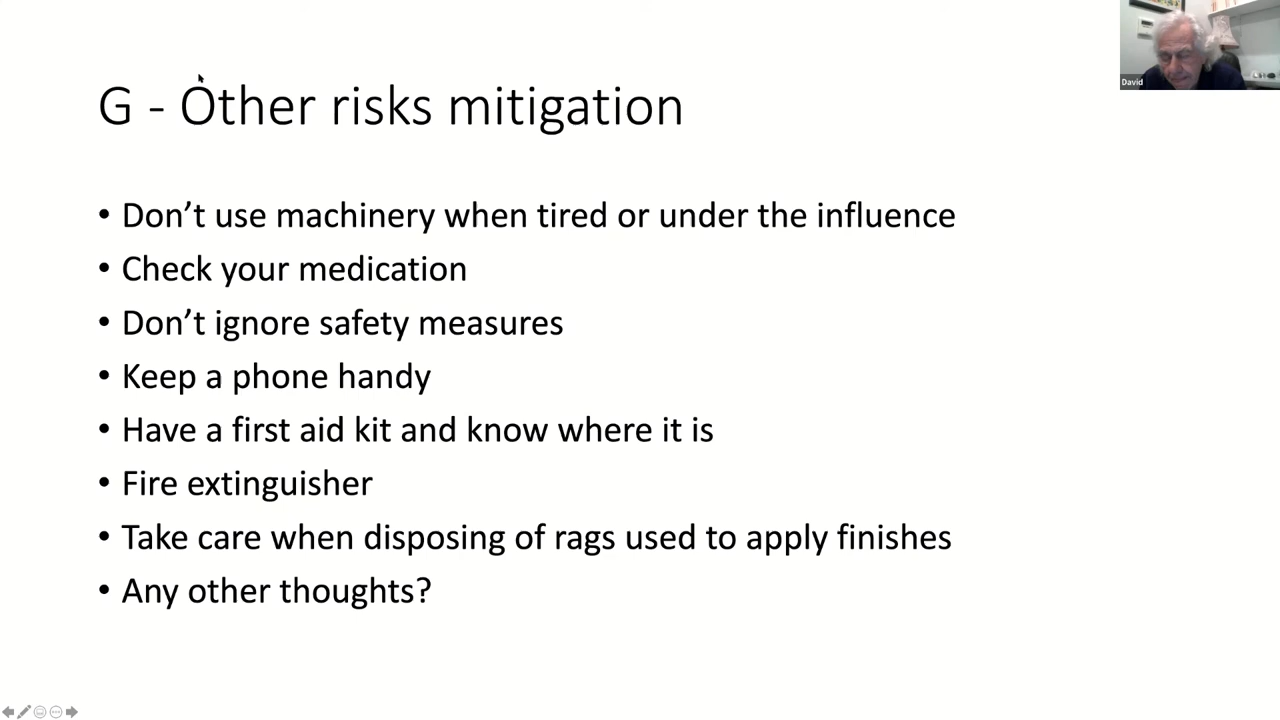 David
G - Other risks mitigation
• Don’t use machinery when tired or under the influence
• Check your medication
• Don’t ignore safety measures
• Keep a phone handy
• Have a first aid kit and know where it is
• Fire extinguisher
• Take care when disposing of rags used to apply finishes
• Any other thoughts?